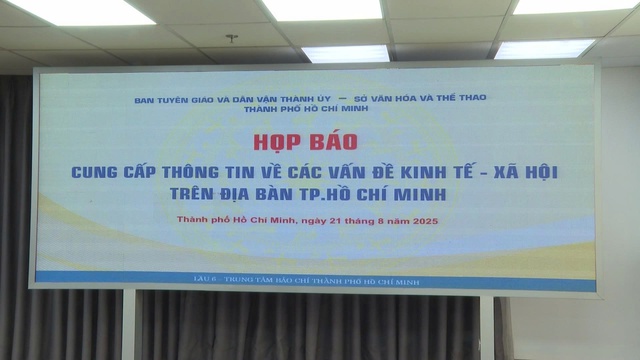 BAN TUYÊN GIÁO VÀ DÂN VẬN THÀNH ỦY – SỞ VĂN HÓA VÀ THỂ THAO
THÀNH PHỐ HỒ CHÍ MINH
HỌP BÁO
CUNG CẤP THÔNG TIN VỀ CÁC VẤN ĐỀ KINH TẾ - XÃ HỘI
TRÊN ĐỊA BÀN TP.HỒ CHÍ MINH
Thành phố Hồ Chí Minh, ngày 21 tháng 8 năm 2025
LẦU 6 - TRUNG TÂM BÁO CHÍ THÀNH PHỐ HỒ CHÍ MINH